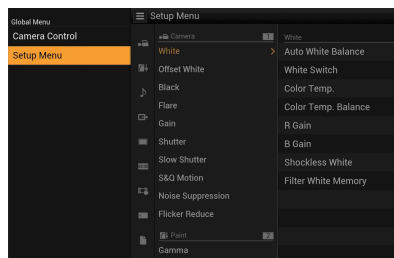 Global Menu
Camera Control
Setup Menu
Setup Menu
Camera 1
White
Offset White
Black
Flare
Gain
Shutter
Slow Shutter
S&Q Motion
Noise Suppression
Flicker Reduce
Paint 2
Gamma
White
Auto White Balance
White Switch
Color Temp.
Color Temp. Balance
R Gain
B Gain
Shockless White
Filter White Memory